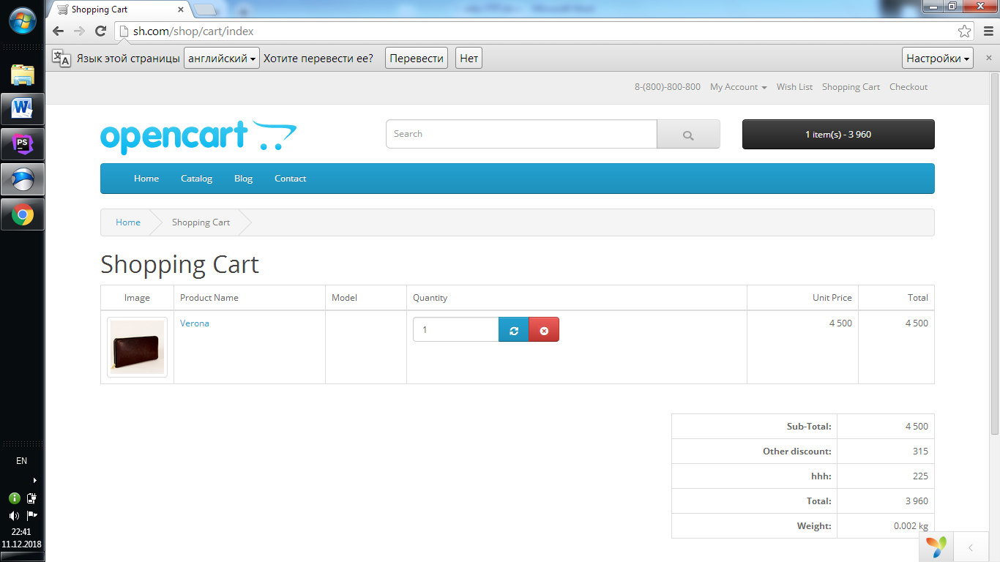 Shopping Cart
sh.com/shop/cart/index
Язык этой страницы английский Хотите перевести ее? Перевести Нет Настройки
8-(800)-800-800 My Account Wish List Shopping Cart Checkout
opencart Search 1 item(s) - 3 960
Home Catalog Blog Contact
Home Shopping Cart
Shopping Cart
Image Product Name Model Quantity Unit Price Total
Verona 1 4 500 4 500
Sub-Total: 4 500
Other discount: 315
hhh: 225
Total: 3 960
Weight: 0.002 kg
W
PS
EN
22:41
11.12.2018